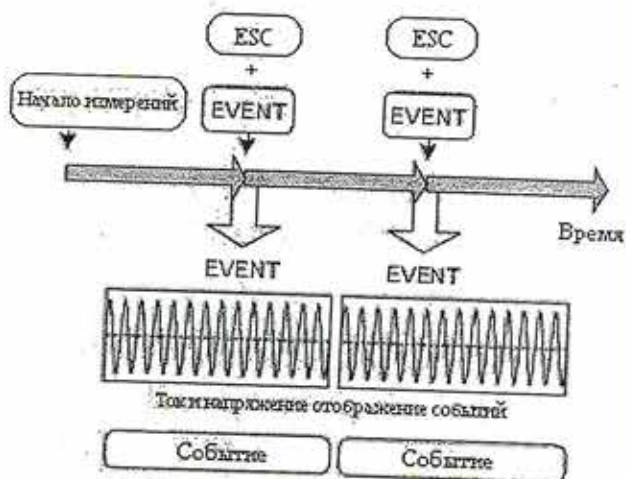 ESC ESC
+ +
Начало измерений EVENT EVENT
Время
EVENT EVENT
Ток и напряжение отображение событий
Событие Событие